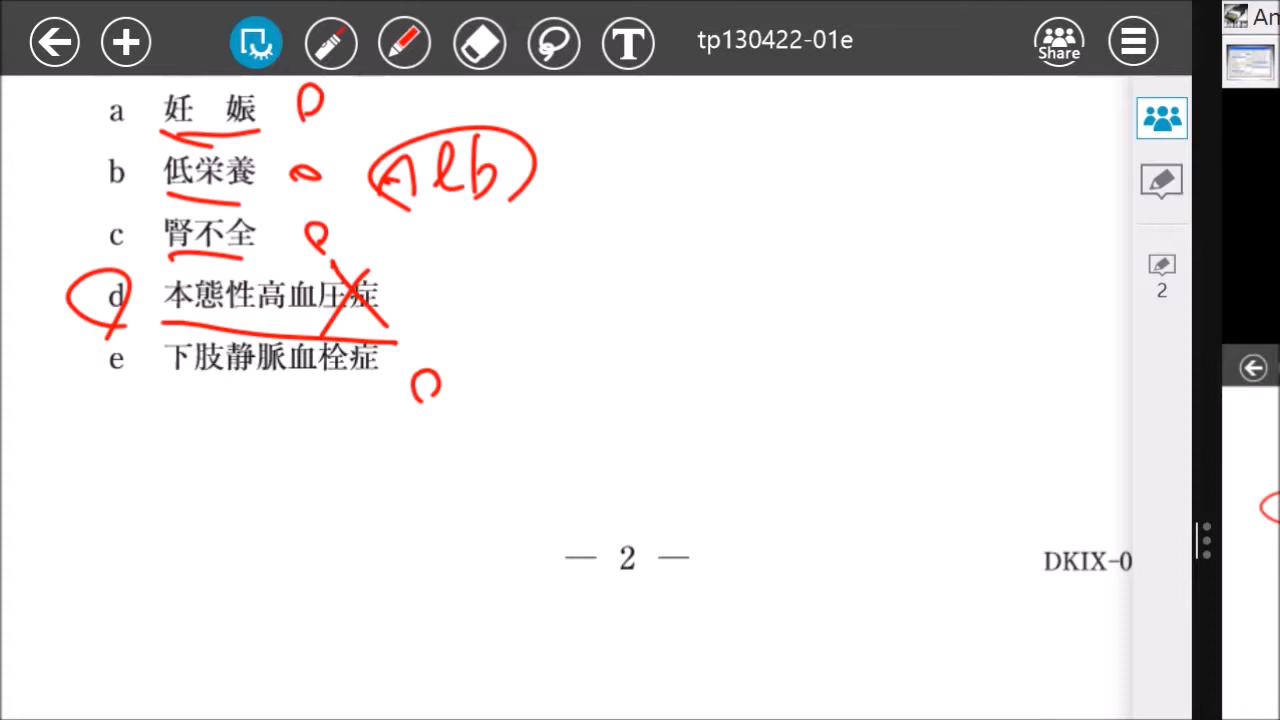 tp130422-01e
Share
An
a 妊　娠
b 低栄養 Alb
c 腎不全
d 本態性高血圧症
e 下肢静脈血栓症
2
— 2 —
DKIX-0